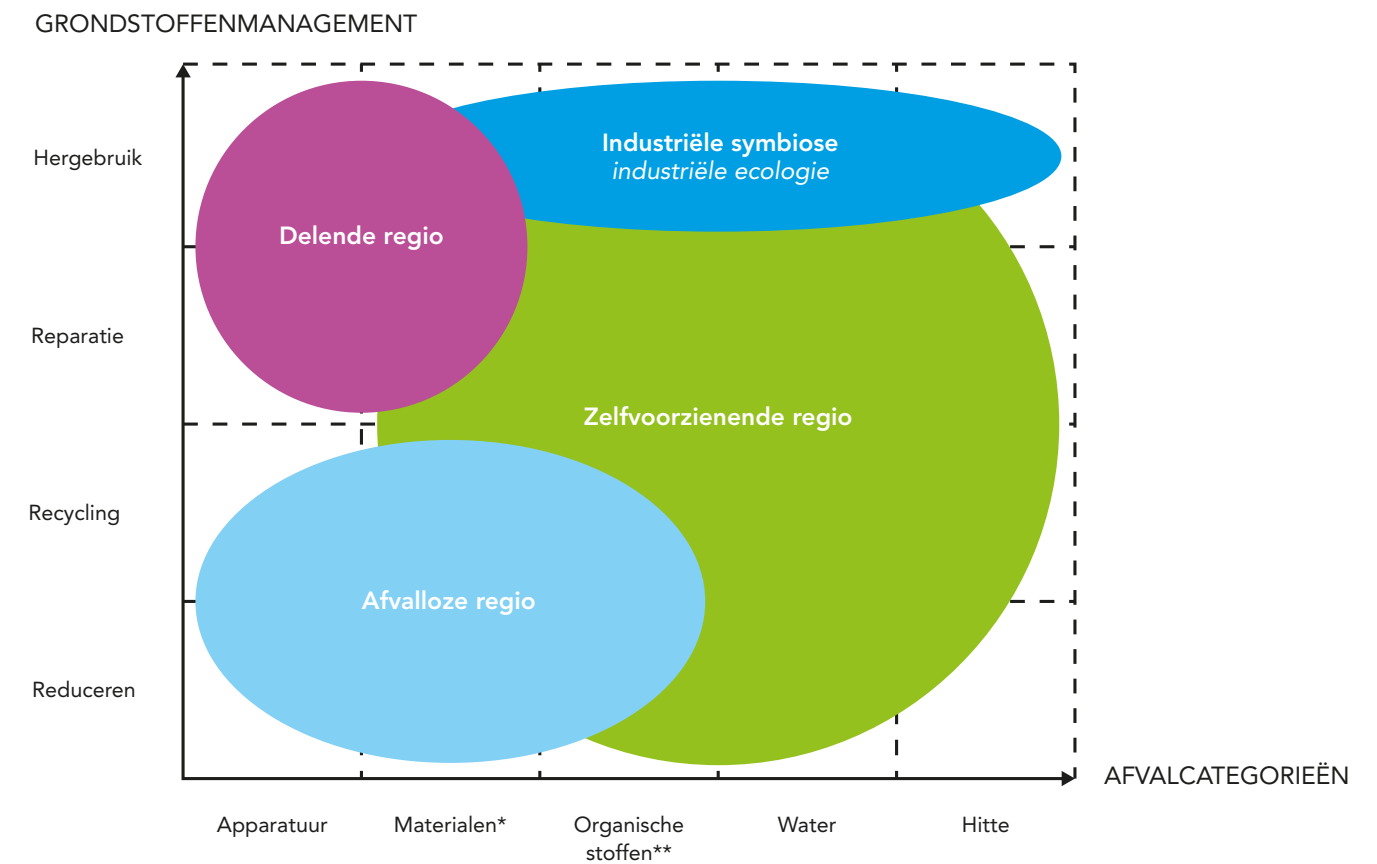 GRONDSTOFFENMANAGEMENT
Hergebruik
Industriële symbiose
industriële ecologie
Delende regio
Reparatie
Zelfvoorzienende regio
Recycling
Afvalloze regio
Reduceren
AFVALCATEGORIEËN
Apparatuur
Materialen*
Organische
stoffen**
Water
Hitte